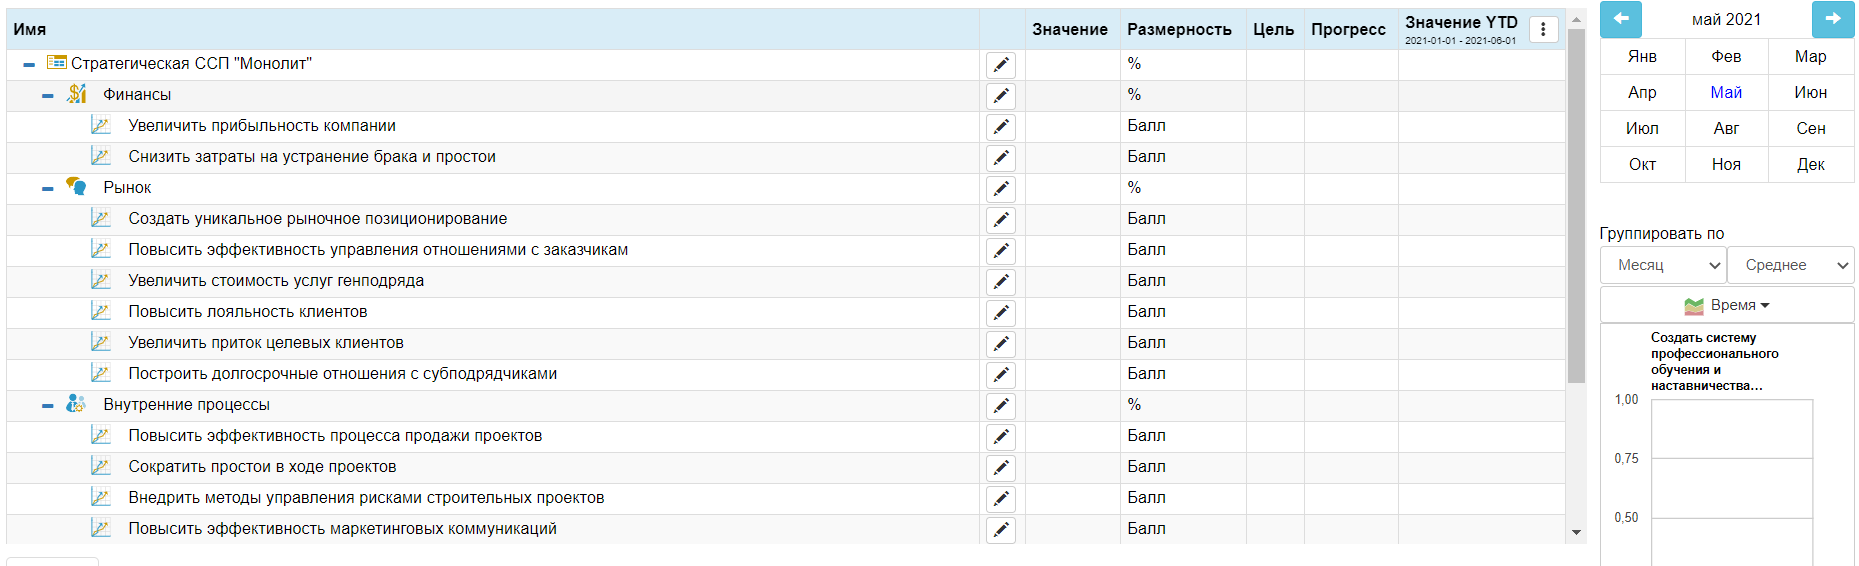 Имя Значение Размерность Цель Прогресс Значение YTD
2021-01-01 - 2021-06-01
Стратегическая ССП "Монолит" %
Финансы %
Увеличить прибыльность компании Балл
Снизить затраты на устранение брака и простои Балл
Рынок %
Создать уникальное рыночное позиционирование Балл
Повысить эффективность управления отношениями с заказчикам Балл
Увеличить стоимость услуг генподряда Балл
Повысить лояльность клиентов Балл
Увеличить приток целевых клиентов Балл
Построить долгосрочные отношения с субподрядчиками Балл
Внутренние процессы %
Повысить эффективность процесса продажи проектов Балл
Сократить простои в ходе проектов Балл
Внедрить методы управления рисками строительных проектов Балл
Повысить эффективность маркетинговых коммуникаций Балл
май 2021
Янв Фев Мар
Апр Май Июн
Июл Авг Сен
Окт Ноя Дек
Группировать по
Месяц Среднее
Время
Создать систему
профессионального
обучения и
наставничества...
1,00
0,75
0,50